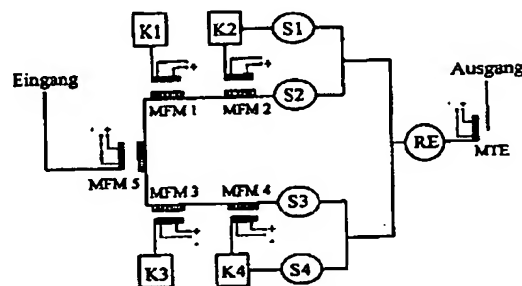 K1 K2 S1
Eingang Ausgang
MFM 1 MFM 2 S2
MFM 5 RE MTE
MFM 3 MFM 4 S3
K3 K4 S4